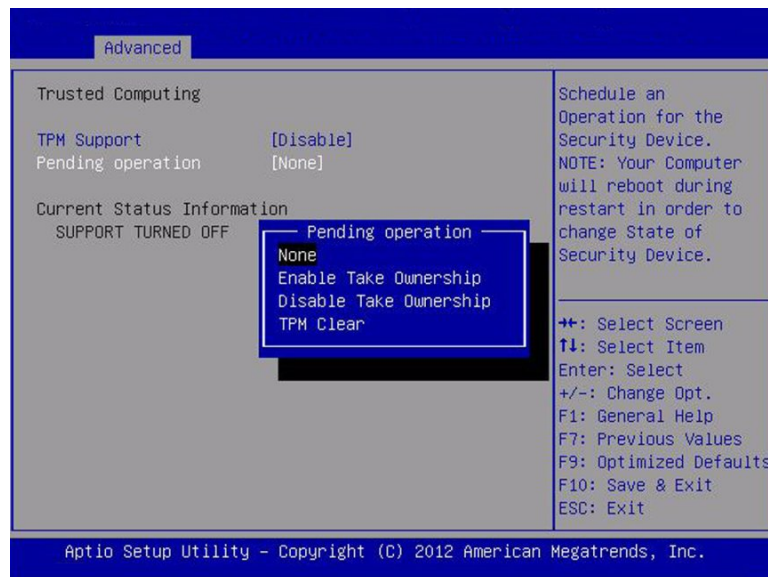 Advanced
Trusted Computing
TPM Support [Disable]
Pending operation [None]
Current Status Information
SUPPORT TURNED OFF
Pending operation
None
Enable Take Ownership
Disable Take Ownership
TPM Clear
Schedule an
Operation for the
Security Device.
NOTE: Your Computer
will reboot during
restart in order to
change State of
Security Device.
→←: Select Screen
↑↓: Select Item
Enter: Select
+/-: Change Opt.
F1: General Help
F7: Previous Values
F9: Optimized Defaults
F10: Save & Exit
ESC: Exit
Aptio Setup Utility – Copyright (C) 2012 American Megatrends, Inc.